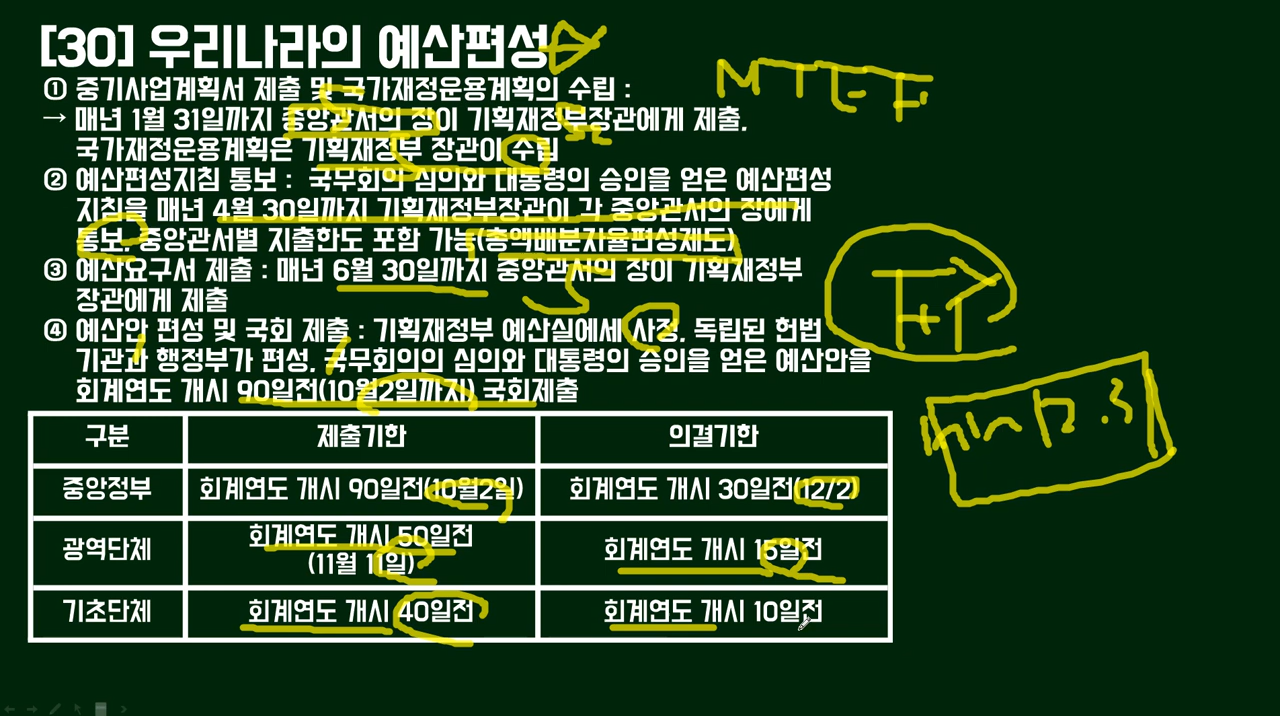 [30] 우리나라의 예산편성
MTEF
① 중기사업계획서 제출 및 국가재정운용계획의 수립 :
→ 매년 1월 31일까지 중앙관서의 장이 기획재정부장관에게 제출,
국가재정운용계획은 기획재정부 장관이 수립
② 예산편성지침 통보 : 국무회의 심의와 대통령의 승인을 얻은 예산편성
지침을 매년 4월 30일까지 기획재정부장관이 각 중앙관서의 장에게
통보, 중앙관서별 지출한도 포함 가능(총액배분자율편성제도)
③ 예산요구서 제출 : 매년 6월 30일까지 중앙관서의 장이 기획재정부
장관에게 제출
④ 예산안 편성 및 국회 제출 : 기획재정부 예산실에세 사정, 독립된 헌법
기관과 행정부가 편성, 국무회의의 심의와 대통령의 승인을 얻은 예산안을
회계연도 개시 90일전(10월2일까지) 국회제출
구분 제출기한 의결기한
중앙정부 회계연도 개시 90일전(10월2일) 회계연도 개시 30일전(12/2)
광역단체 회계연도 개시 50일전 회계연도 개시 15일전
(11월 11일)
기초단체 회계연도 개시 40일전 회계연도 개시 10일전